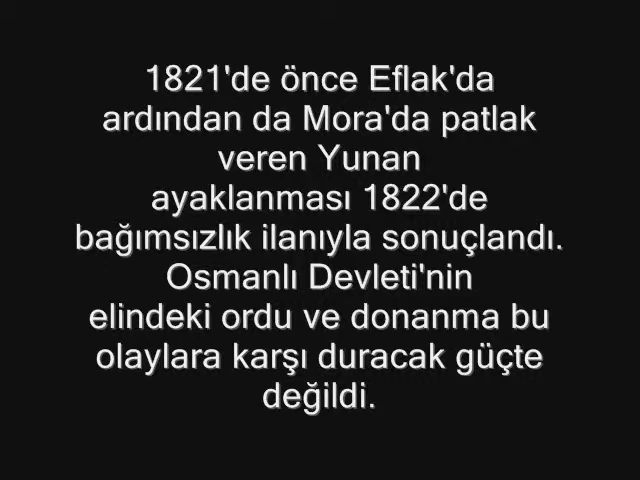 1821'de önce Eflak'da
ardından da Mora'da patlak
veren Yunan
ayaklanması 1822'de
bağımsızlık ilanıyla sonuçlandı.
Osmanlı Devleti'nin
elindeki ordu ve donanma bu
olaylara karşı duracak güçte
değildi.